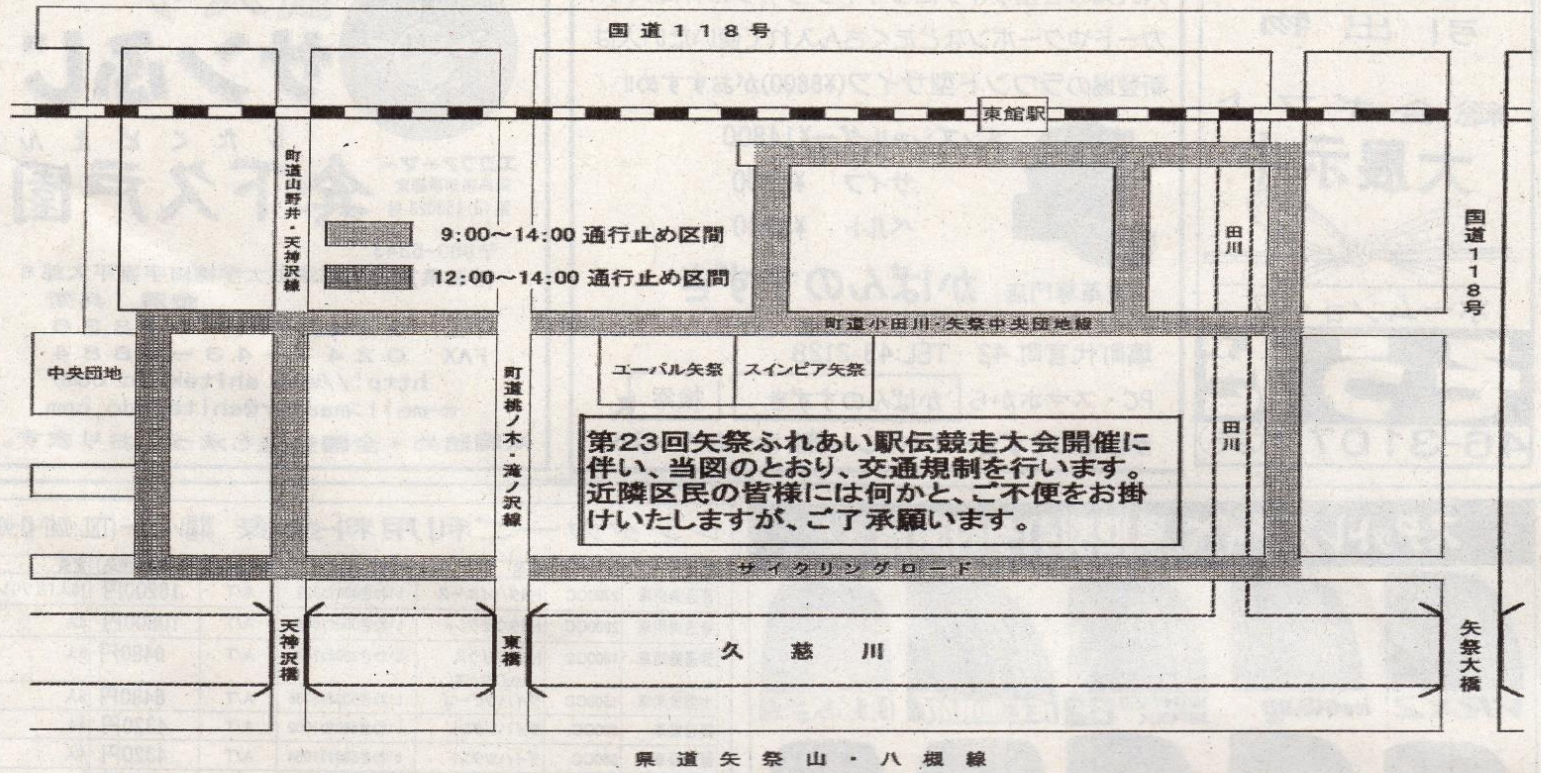 国道118号
東館駅
町道山野井・天神沢線
9:00～14:00 通行止め区間
12:00～14:00 通行止め区間
田川
国道118号
町道小田川・矢祭中央団地線
中央団地
ユーパル矢祭
スインピア矢祭
町道桃ノ木・滝ノ沢線
田川
第23回矢祭ふれあい駅伝競走大会開催に
伴い、当図のとおり、交通規制を行います。
近隣区民の皆様には何かと、ご不便をお掛
けいたしますが、ご了承願います。
サイクリングロード
天神沢橋
東橋
久慈川
矢祭大橋
県道矢祭山・八槻線